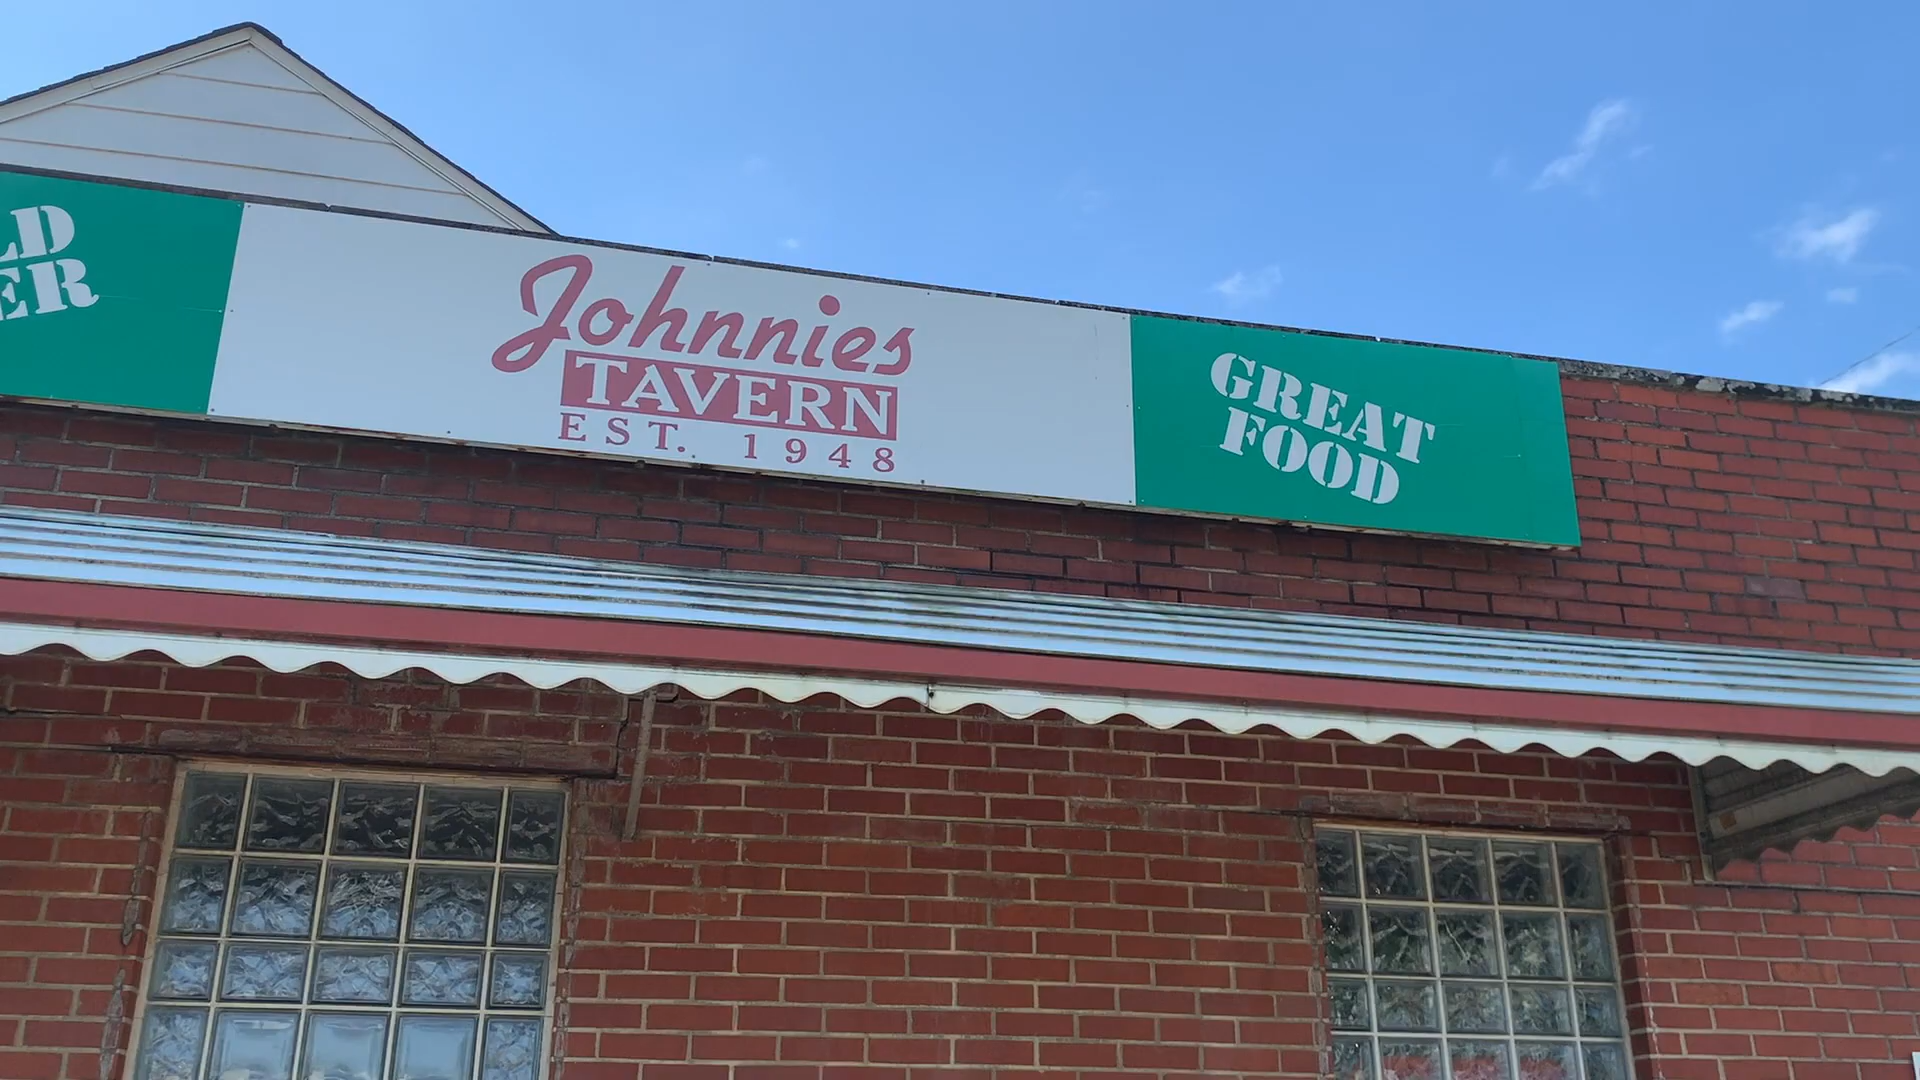 Johnnies
TAVERN
EST. 1948
GREAT
FOOD